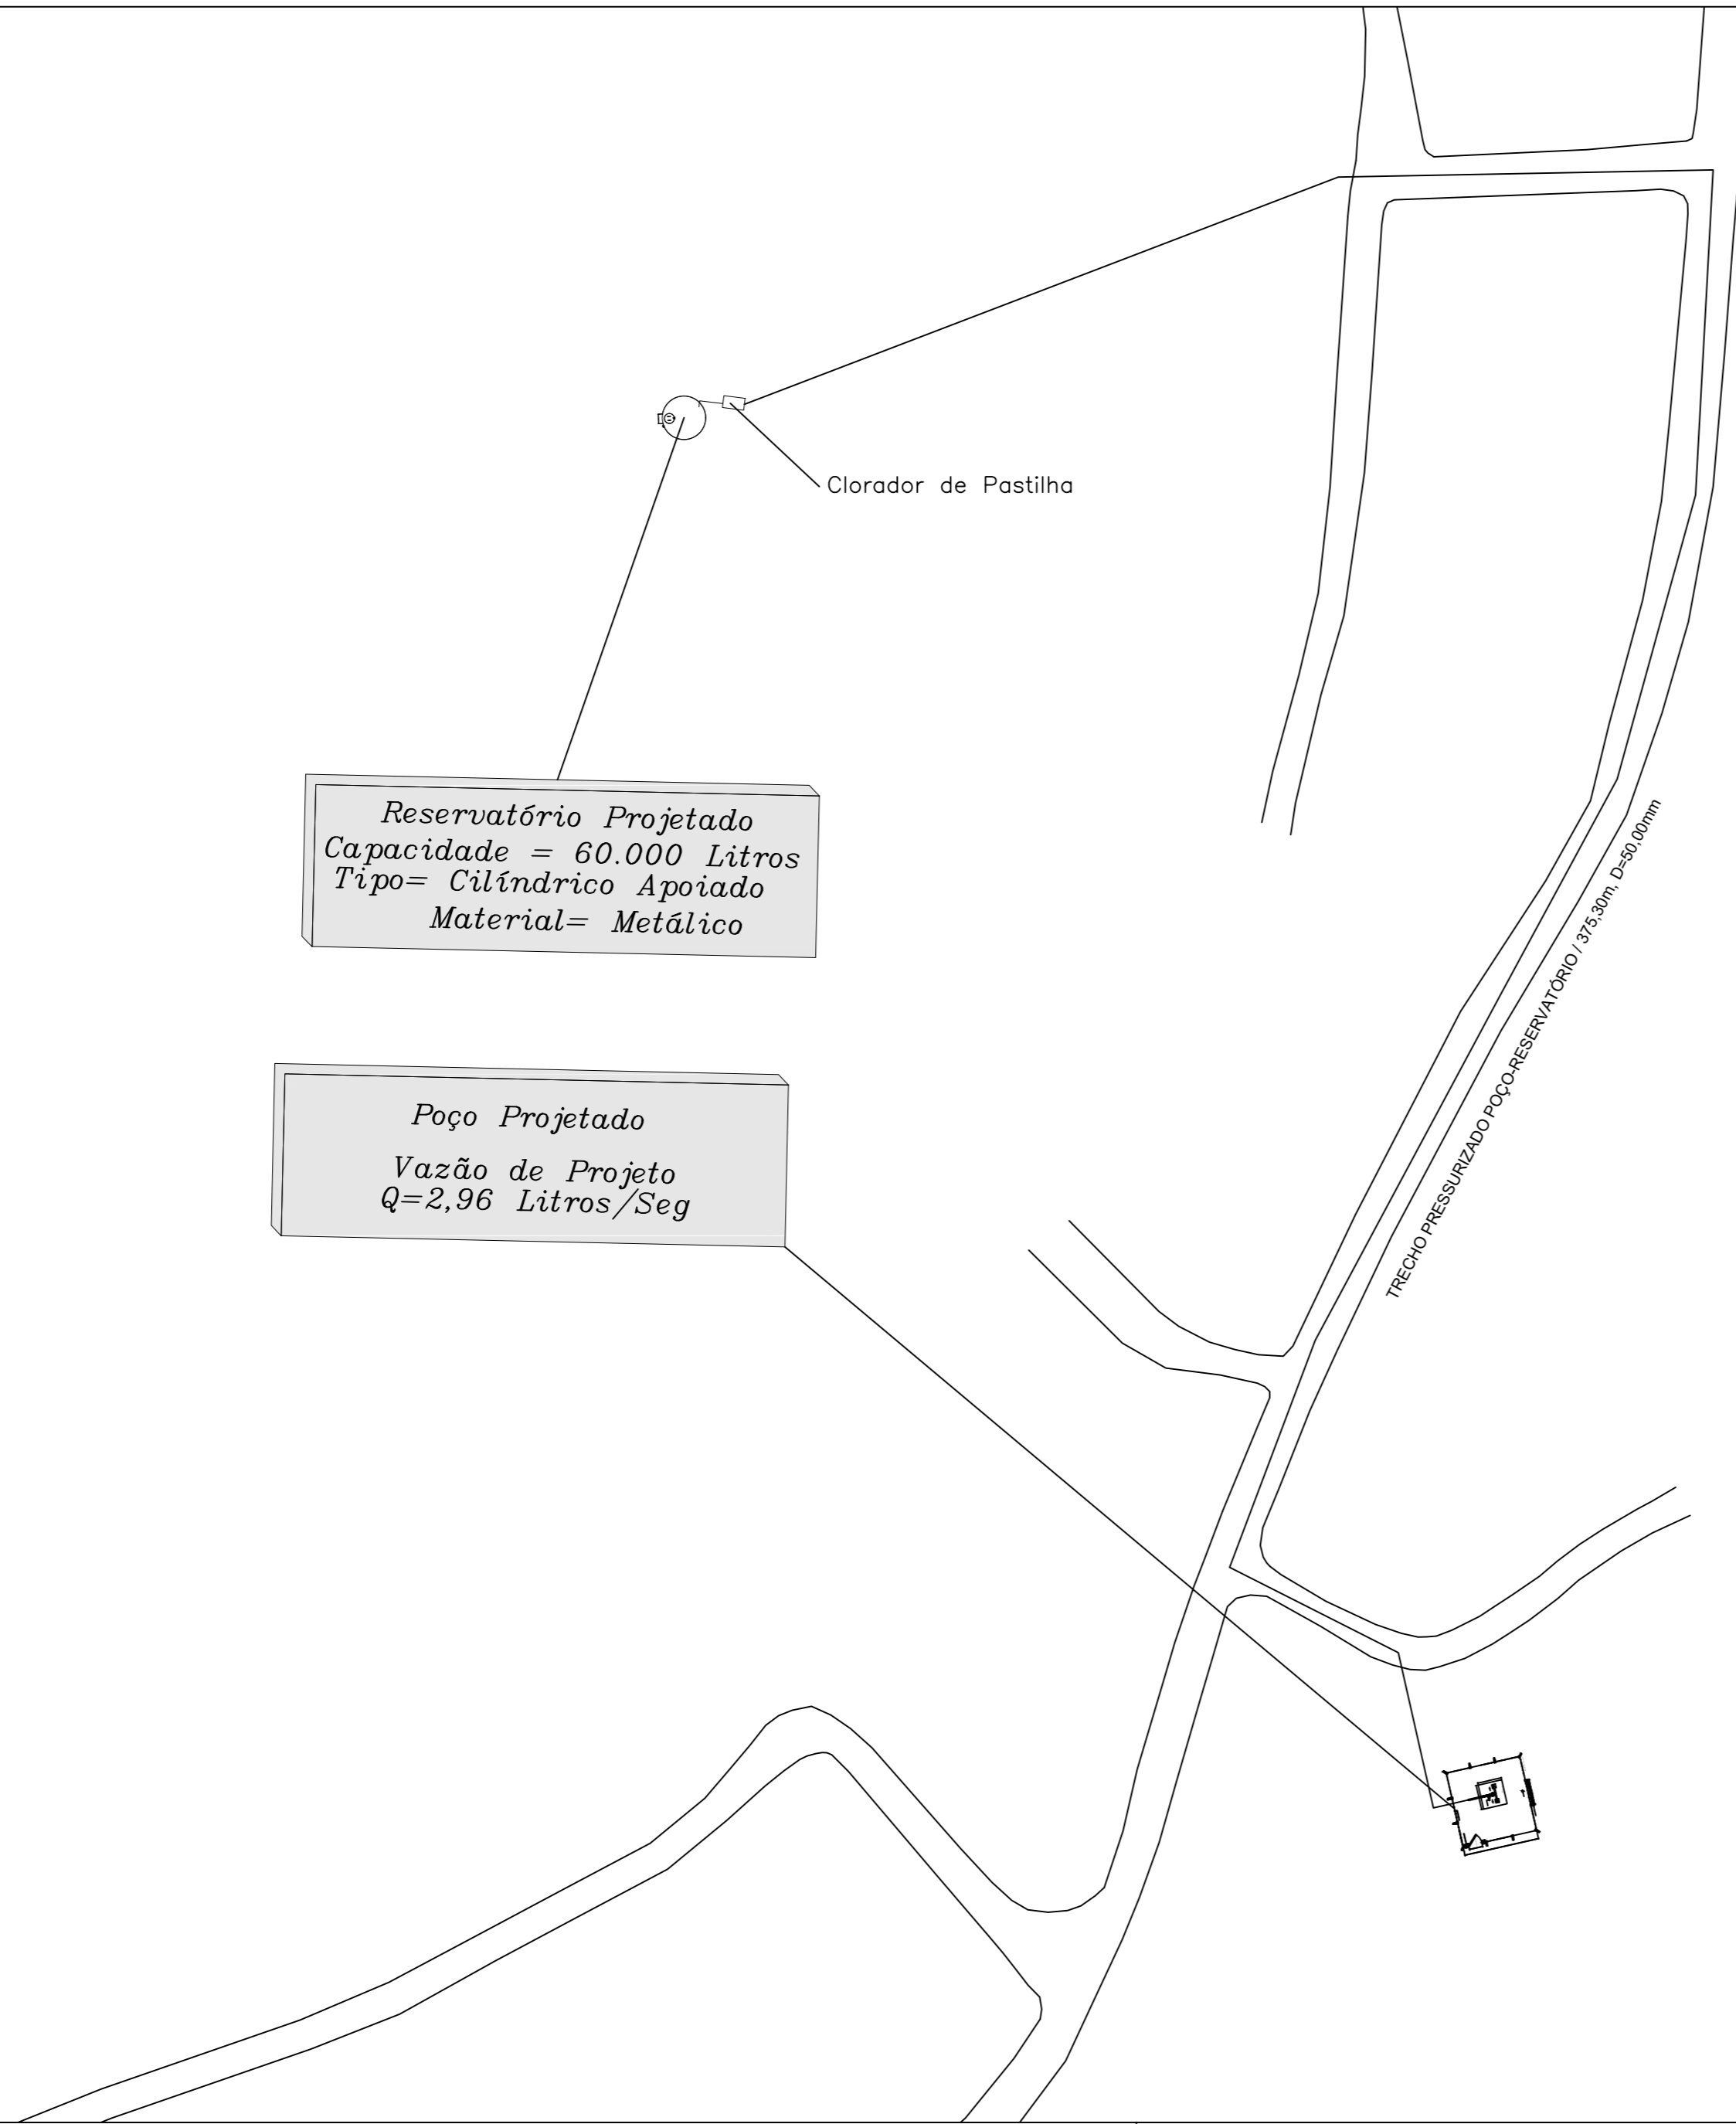 Clorador de Pastilha
Reservatório Projetado
Capacidade = 60.000 Litros
Tipo= Cilíndrico Apoiado
Material= Metálico
TRECHO PRESSURIZADO POÇO-RESERVATÓRIO / 375,30m, D=50,00mm
Poço Projetado
Vazão de Projeto
Q=2,96 Litros/Seg